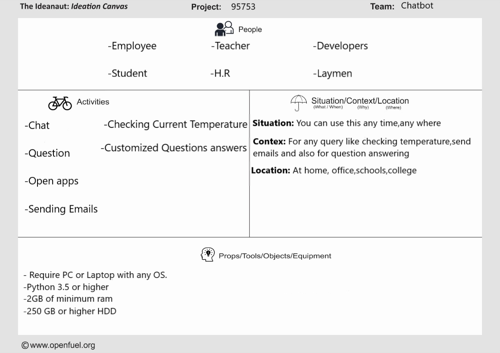 The Ideanaut: Ideation Canvas Project: 95753 Team: Chatbot
People
-Employee -Teacher -Developers
-Student -H.R -Laymen
Activities
-Chat -Checking Current Temperature
-Question -Customized Questions answers
-Open apps
-Sending Emails
Situation/Context/Location
(What / When) (Why) (Where)
Situation: You can use this any time,any where
Contex: For any query like checking temperature,send
emails and also for question answering
Location: At home, office,schools,college
Props/Tools/Objects/Equipment
- Require PC or Laptop with any OS.
-Python 3.5 or higher
-2GB of minimum ram
-250 GB or higher HDD
©www.openfuel.org